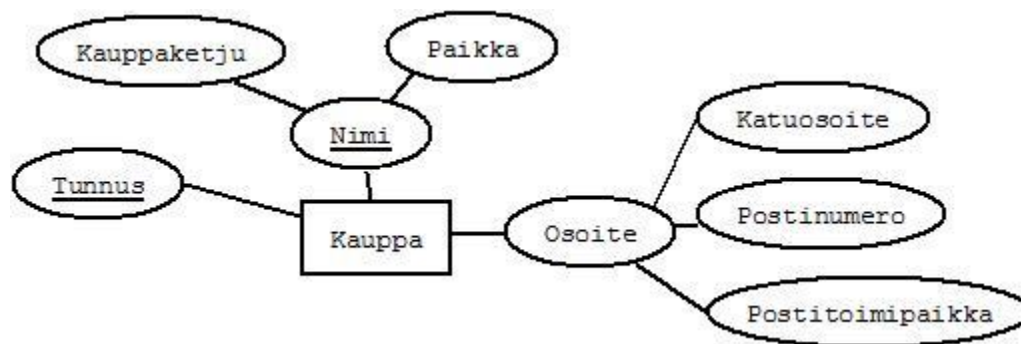 Kauppaketju
Paikka
Nimi
Katuosoite
Tunnus
Postinumero
Kauppa
Osoite
Postitoimipaikka